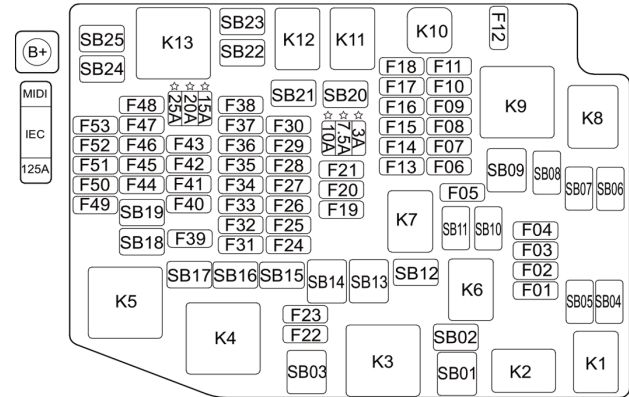 SB23
F12
SB25
K13
K12
K11
K10
B+
SB22
SB24
F18 F11
☆ ☆
SB21
SB20
F17 F10
K9
MIDI
F48
25A 20A 15A
F38
☆ ☆ ☆
F16 F09
K8
F53 F47
F37 F30
10A 7.5A 3A
F15 F08
IEC
F52 F46 F43 F36 F29
F14 F07
F51 F45 F42 F35 F28
F21
F13 F06
SB09
SB08
125A
F50 F44 F41 F34 F27
F20
F05
SB07 SB06
F49
F40
F33 F26
F19
SB19
K7
SB11 SB10
F32 F25
F04
SB18
F39
F31 F24
F03
SB17 SB16 SB15
SB14 SB13
SB12
F02
K5
K6
F01
SB05 SB04
F23
K4
F22
SB02
K3
K2
K1
SB03
SB01